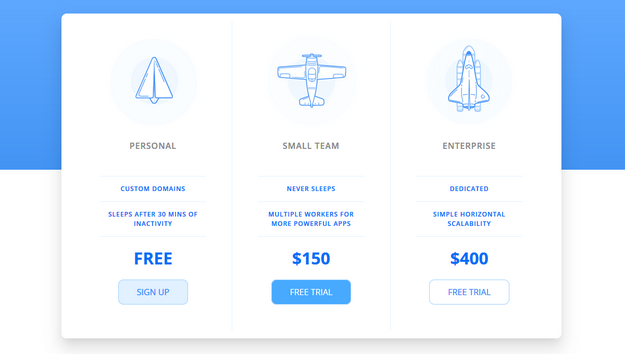 PERSONAL
CUSTOM DOMAINS
SLEEPS AFTER 30 MINS OF
INACTIVITY
FREE
SIGN UP
SMALL TEAM
NEVER SLEEPS
MULTIPLE WORKERS FOR
MORE POWERFUL APPS
$150
FREE TRIAL
ENTERPRISE
DEDICATED
SIMPLE HORIZONTAL
SCALABILITY
$400
FREE TRIAL